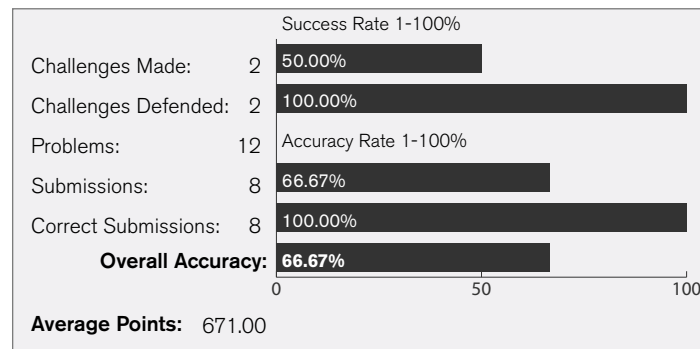 Success Rate 1-100%
Challenges Made: 2 50.00%
Challenges Defended: 2 100.00%
Problems: 12 Accuracy Rate 1-100%
Submissions: 8 66.67%
Correct Submissions: 8 100.00%
Overall Accuracy: 66.67%
0 50 100
Average Points: 671.00